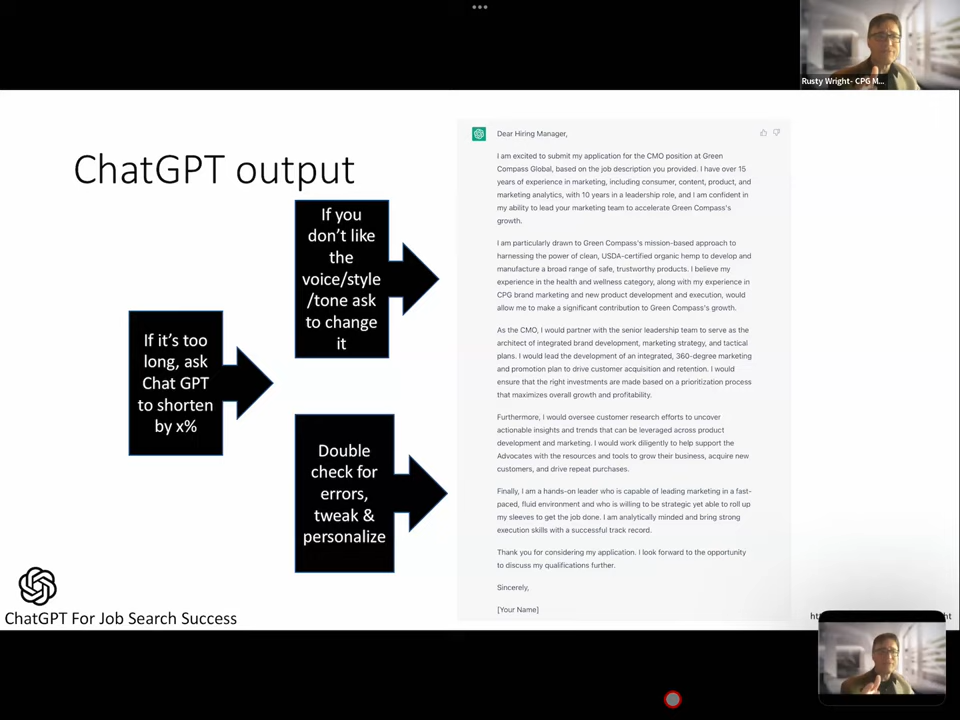 Rusty Wright- CPG M...
ChatGPT output
If it's too
long, ask
Chat GPT
to shorten
by x%
If you
don't like
the
voice/style
/tone ask
to change
it
Double
check for
errors,
tweak &
personalize
Dear Hiring Manager,
I am excited to submit my application for the CMO position at Green
Compass Global, based on the job description you provided. I have over 15
years of experience in marketing, including consumer, content, product, and
marketing analytics, with 10 years in a leadership role, and I am confident in
my ability to lead your marketing team to accelerate Green Compass's
growth.
I am particularly drawn to Green Compass's mission-based approach to
harnessing the power of clean, USDA-certified organic hemp to develop and
manufacture a broad range of safe, trustworthy products. I believe my
experience in the health and wellness category, along with my experience in
CPG brand marketing and new product development and execution, would
allow me to make a significant contribution to Green Compass's growth.
As the CMO, I would partner with the senior leadership team to serve as the
architect of integrated brand development, marketing strategy, and tactical
plans. I would lead the development of an integrated, 360-degree marketing
and promotion plan to drive customer acquisition and retention. I would
ensure that the right investments are made based on a prioritization process
that maximizes overall growth and profitability.
Furthermore, I would oversee customer research efforts to uncover
actionable insights and trends that can be leveraged across product
development and marketing. I would work diligently to help support the
Advocates with the resources and tools to grow their business, acquire new
customers, and drive repeat purchases.
Finally, I am a hands-on leader who is capable of leading marketing in a fast-
paced, fluid environment and who is willing to be strategic yet able to roll up
my sleeves to get the job done. I am analytically minded and bring strong
execution skills with a successful track record.
Thank you for considering my application. I look forward to the opportunity
to discuss my qualifications further.
Sincerely,
[Your Name]
ChatGPT For Job Search Success